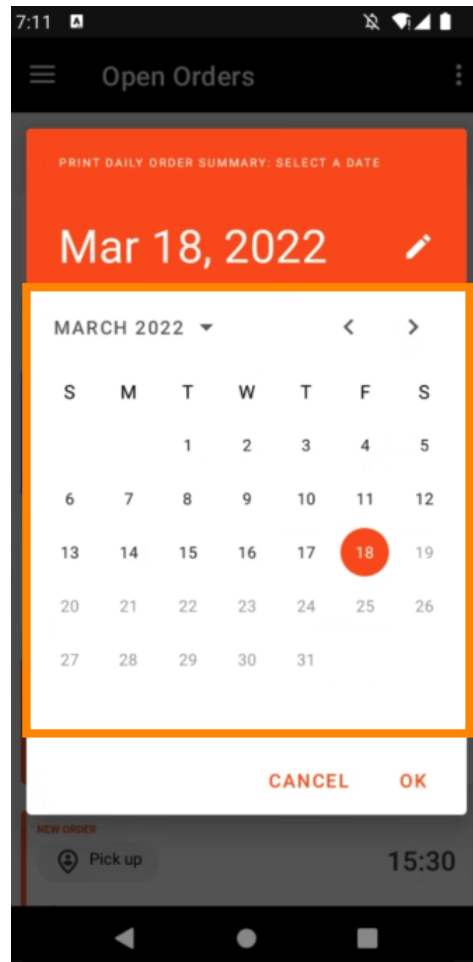 7:11 A
Open Orders
PRINT DAILY ORDER SUMMARY: SELECT A DATE
Mar 18, 2022
MARCH 2022
S M T W T F S
1 2 3 4 5
6 7 8 9 10 11 12
13 14 15 16 17 18 19
20 21 22 23 24 25 26
27 28 29 30 31
CANCEL OK
NEW ORDER
Pick up 15:30